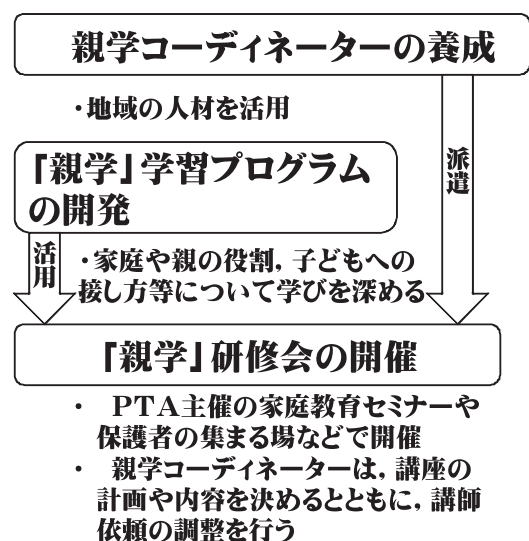 親学コーディネーターの養成
・地域の人材を活用
派遣
「親学」学習プログラム
の開発
活用
・家庭や親の役割，子どもへの
接し方等について学びを深める
「親学」研修会の開催
・　ＰＴＡ主催の家庭教育セミナーや
保護者の集まる場などで開催
・　親学コーディネーターは，講座の
計画や内容を決めるとともに，講師
依頼の調整を行う